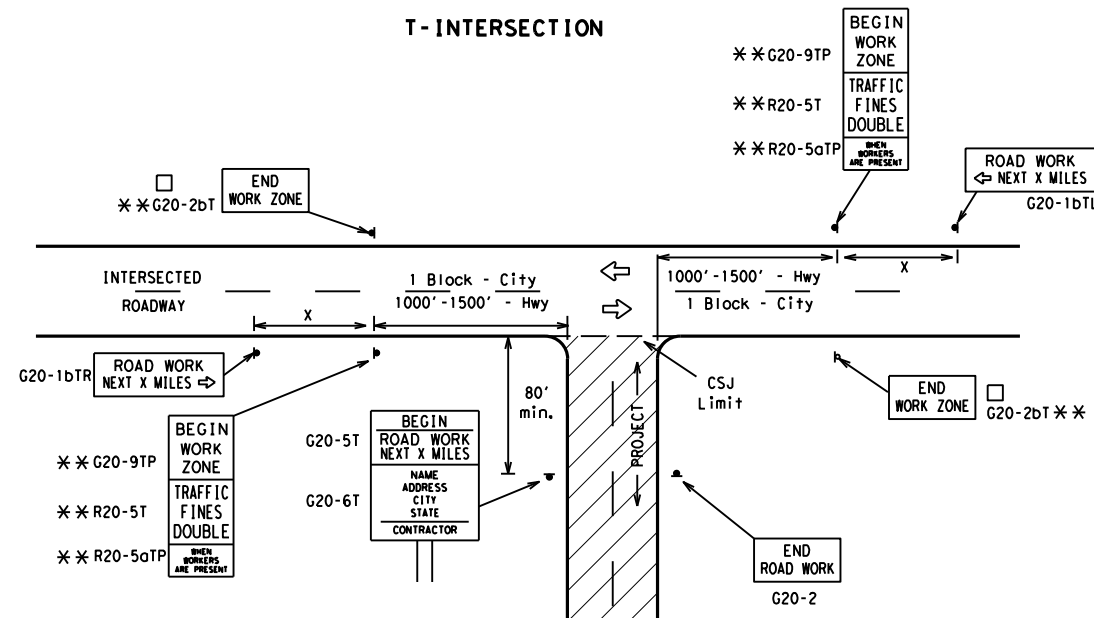 T-INTERSECTION
BEGIN
WORK
ZONE
**G20-9TP
TRAFFIC
FINES
DOUBLE
**R20-5T
WHEN
WORKERS
ARE PRESENT
**R20-5aTP
ROAD WORK
⇦ NEXT X MILES
G20-1bTL
END
WORK ZONE
□
**G20-2bT
INTERSECTED
ROADWAY
1 Block - City
1000'-1500' - Hwy
X
1000'-1500' - Hwy
1 Block - City
X
G20-1bTR
ROAD WORK
NEXT X MILES ⇨
80'
min.
CSJ
Limit
PROJECT
END
WORK ZONE
□
G20-2bT **
BEGIN
WORK
ZONE
**G20-9TP
TRAFFIC
FINES
DOUBLE
**R20-5T
WHEN
WORKERS
ARE PRESENT
**R20-5aTP
G20-5T
BEGIN
ROAD WORK
NEXT X MILES
G20-6T
NAME
ADDRESS
CITY
STATE
CONTRACTOR
END
ROAD WORK
G20-2